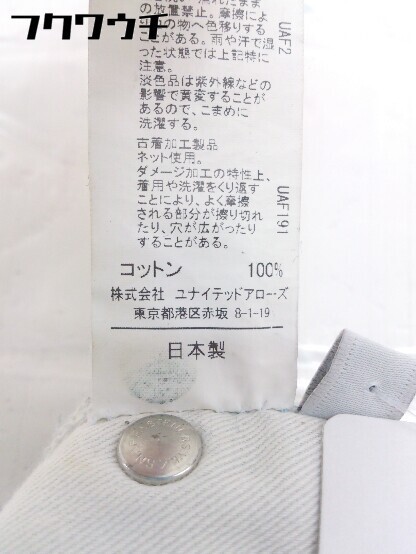 フクウロウチ
の放置禁止。摩擦によ
り他の物へ色移りする
ことがある。雨や汗で湿
った状態では上記特に
注意。
淡色品は紫外線などの
影響で黄変することが
あるので、こまめに
洗濯する。
古着加工製品
ネット使用。
ダメージ加工の特性上、
着用や洗濯をくり返す
ことにより、よく摩擦
される部分が擦り切れ
たり、穴が広がったり
することがある。
UAF2
UAF191
コットン 100%
株式会社 ユナイテッドアローズ
東京都港区赤坂 8-1-19
日本製